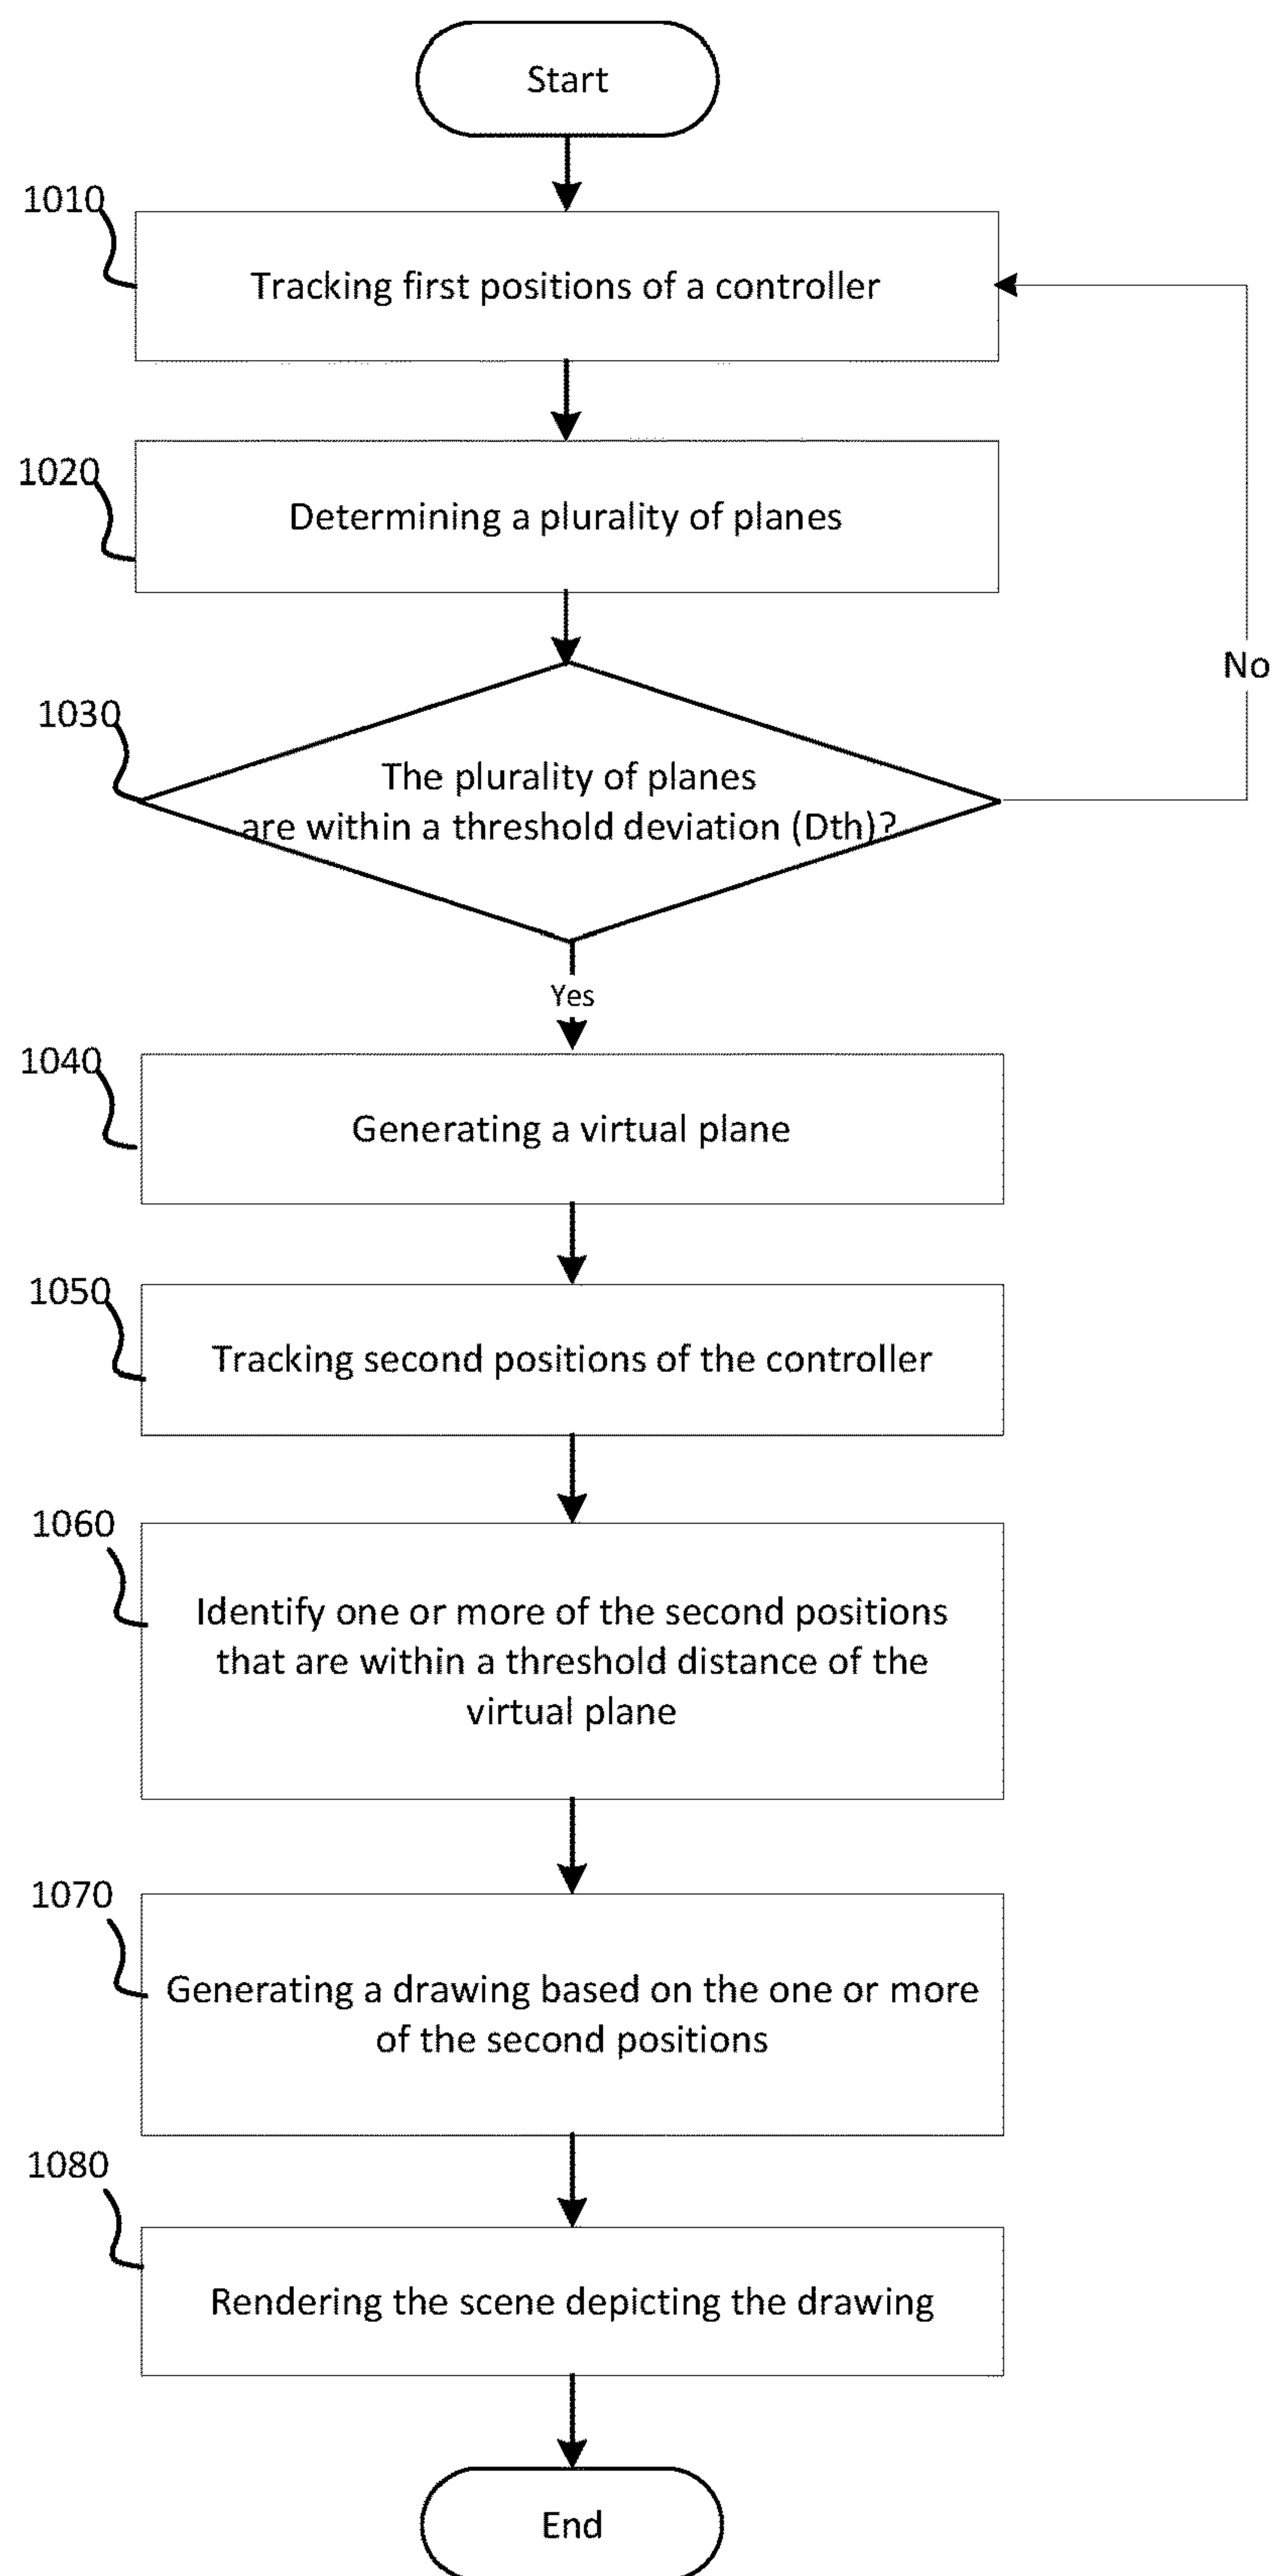 Start
1010
Tracking first positions of a controller
1020
Determining a plurality of planes
No
1030
The plurality of planes
are within a threshold deviation (Dth)?
Yes
1040
Generating a virtual plane
1050
Tracking second positions of the controller
1060
Identify one or more of the second positions
that are within a threshold distance of the
virtual plane
1070
Generating a drawing based on the one or more
of the second positions
1080
Rendering the scene depicting the drawing
End